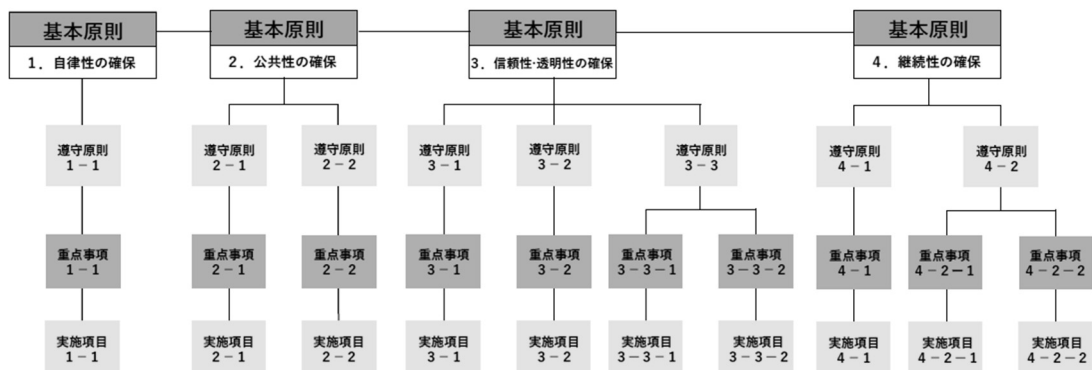 基本原則
1．自律性の確保
基本原則
2．公共性の確保
基本原則
3．信頼性・透明性の確保
基本原則
4．継続性の確保
遵守原則
1－1
遵守原則
2－1
遵守原則
2－2
遵守原則
3－1
遵守原則
3－2
遵守原則
3－3
遵守原則
4－1
遵守原則
4－2
重点事項
1－1
重点事項
2－1
重点事項
2－2
重点事項
3－1
重点事項
3－2
重点事項
3－3－1
重点事項
3－3－2
重点事項
4－1
重点事項
4－2－1
重点事項
4－2－2
実施項目
1－1
実施項目
2－1
実施項目
2－2
実施項目
3－1
実施項目
3－2
実施項目
3－3－1
実施項目
3－3－2
実施項目
4－1
実施項目
4－2－1
実施項目
4－2－2